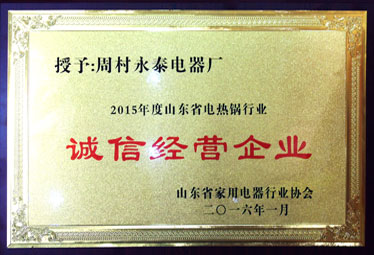 授予:周村永泰电器厂
2015年度山东省电热锅行业
诚信经营企业
山东省家用电器行业协会
二〇一六年一月